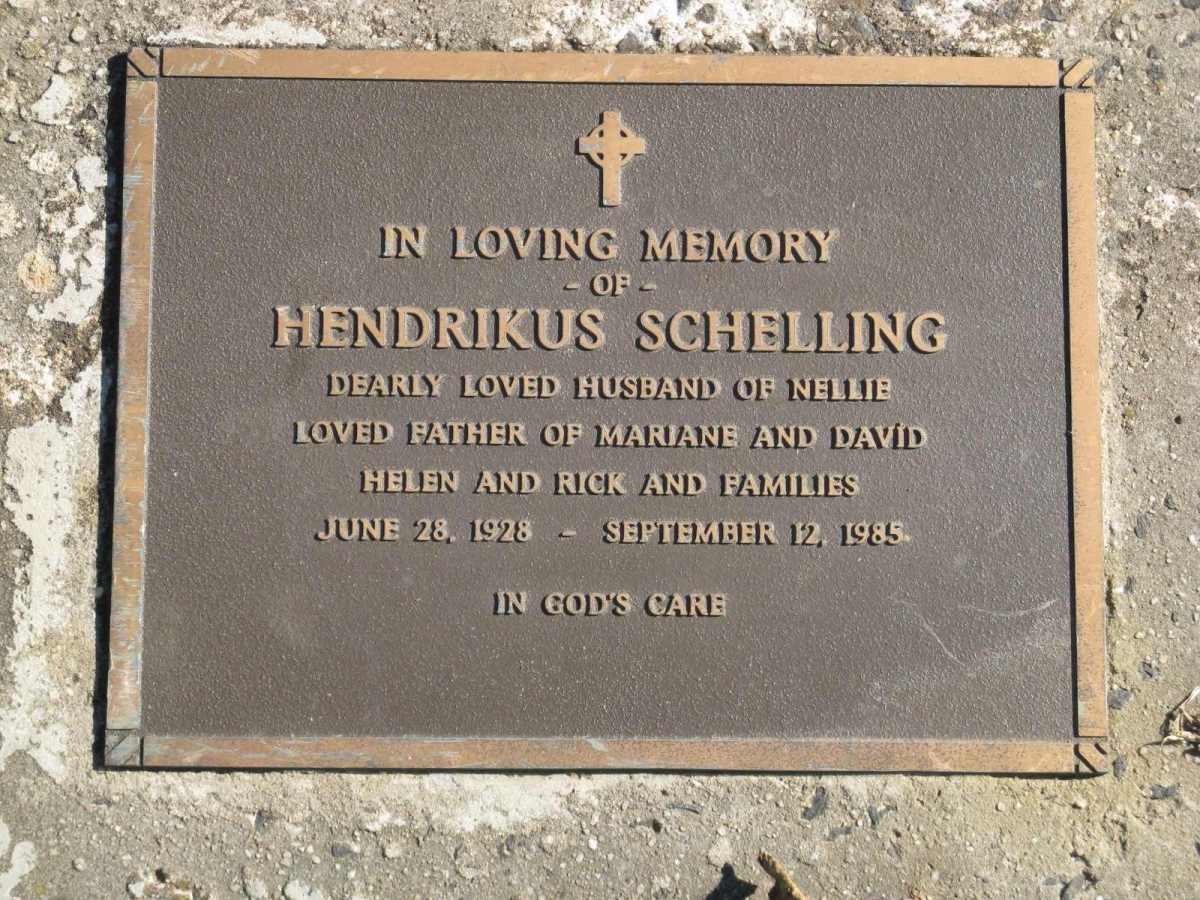 IN LOVING MEMORY
- OF -
HENDRIKUS SCHELLING
DEARLY LOVED HUSBAND OF NELLIE
LOVED FATHER OF MARIANE AND DAVID
HELEN AND RICK AND FAMILIES
JUNE 28, 1928 - SEPTEMBER 12, 1985.
IN GOD'S CARE